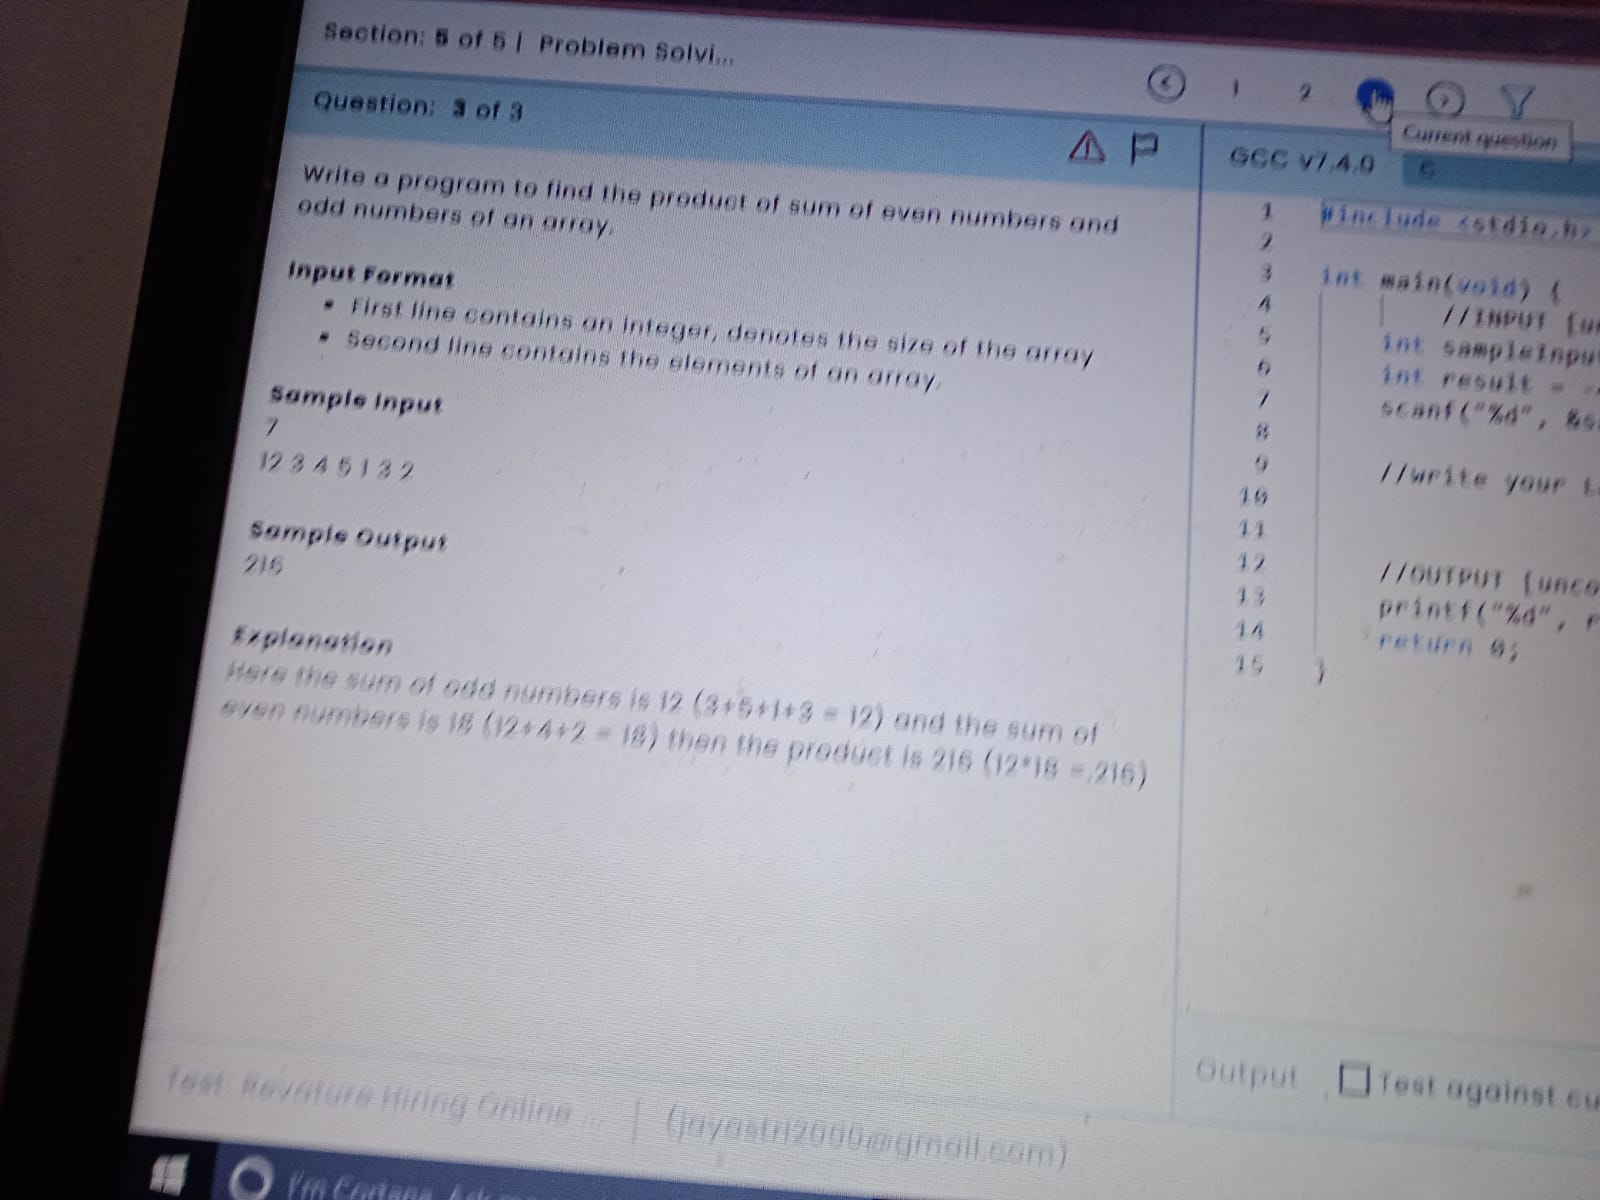 Section: 5 of 5 | Problem Solvi...
1 2
Current question
Question: 3 of 3
GCC v7.4.0
Write a program to find the product of sum of even numbers and
odd numbers of an array.
Input Format
• First line contains an integer, denotes the size of the array
• Second line contains the elements of an array.
Sample Input
7
12 3 4 5 1 3 2
Sample Output
216
Explanation
Here the sum of odd numbers is 12 (3+5+1+3 = 12) and the sum of
even numbers is 18 (12+4+2 = 18) then the product is 216 (12*18 = 216)
1 #include <stdio.h>
2
3 int main(void) {
4 //INPUT [un
5 int sampleInput
6 int result = -
7 scanf("%d", &s
8
9 //write your
10
11
12 //OUTPUT [unco
13 printf("%d", r
14 return 0;
15 }
Output Test against cu
Test: Revature Hiring Online ... | (jayastri2000@gmail.com)
I'm Cortana. Ask